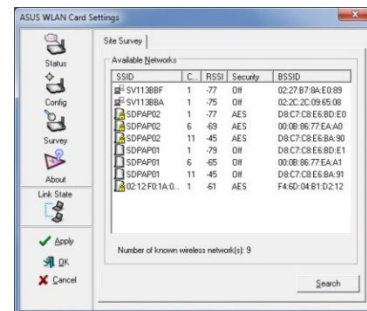 ASUS WLAN Card Settings
Status
Config
Survey
About
Link State
Apply
OK
Cancel
Site Survey
Available Networks
SSID C... RSSI Security BSSID
SV113BBF 1 -77 Off 02:27:B7:8A:E0:89
SV113BBA 1 -75 Off 02:2C:2C:09:65:08
SDPAP02 1 -77 AES D8:C7:C8:E6:BD:E0
SDPAP02 6 -69 AES 00:0B:86:77:EA:A0
SDPAP02 11 -45 AES D8:C7:C8:E6:BA:90
SDPAP01 1 -79 Off D8:C7:C8:E6:BD:E1
SDPAP01 6 -65 Off 00:0B:86:77:EA:A1
SDPAP01 11 -45 Off D8:C7:C8:E6:BA:91
02:12:F0:1A:0... 1 -61 AES F4:6D:04:B1:D2:12
Number of known wireless network(s): 9
Search